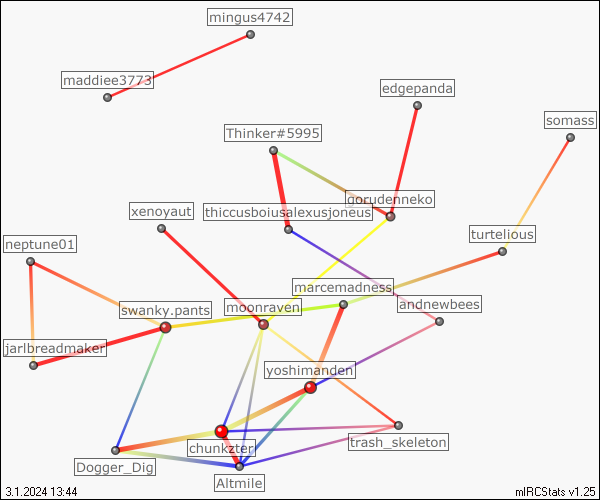 mingus4742
maddiee3773
edgepanda
somass
Thinker#5995
gorudenneko
xenoyaut
thiccusboiusalexusjoneus
turtelious
neptune01
marcemadness
andnewbees
swanky.pants
moonraven
jarlbreadmaker
yoshimanden
trash_skeleton
chunkzter
Dogger_Dig
Altmile
3.1.2024 13:44
mIRCStats v1.25